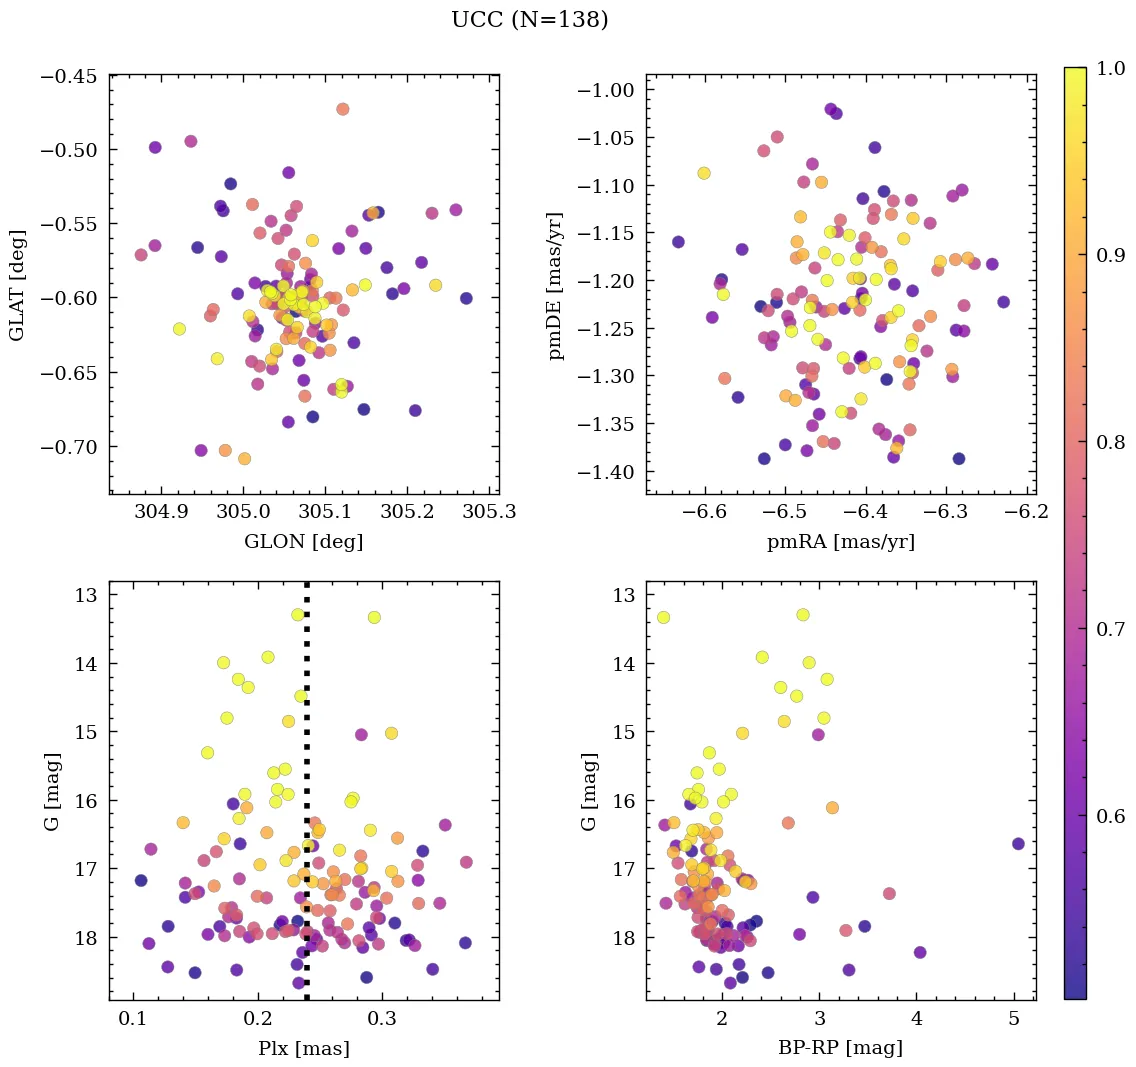 UCC (N=138)
−0.45
−0.50
−0.55
−0.60
−0.65
−0.70
GLAT [deg]
304.9 305.0 305.1 305.2 305.3
GLON [deg]
−1.00
−1.05
−1.10
−1.15
−1.20
−1.25
−1.30
−1.35
−1.40
pmDE [mas/yr]
−6.6 −6.5 −6.4 −6.3 −6.2
pmRA [mas/yr]
13
14
15
16
17
18
G [mag]
0.1 0.2 0.3
Plx [mas]
13
14
15
16
17
18
G [mag]
2 3 4 5
BP-RP [mag]
1.0
0.9
0.8
0.7
0.6